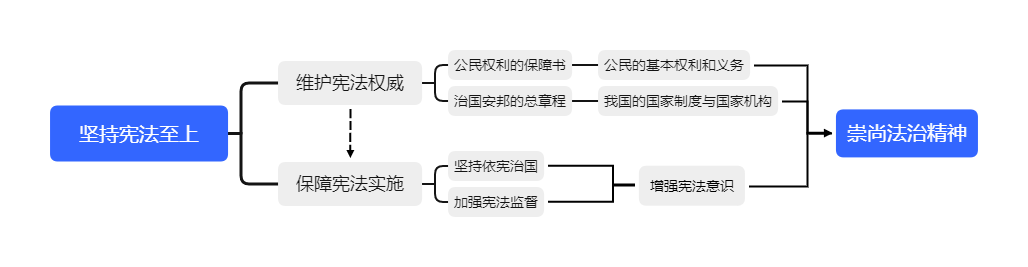 坚持宪法至上
维护宪法权威
公民权利的保障书
公民的基本权利和义务
治国安邦的总章程
我国的国家制度与国家机构
保障宪法实施
坚持依宪治国
加强宪法监督
增强宪法意识
崇尚法治精神